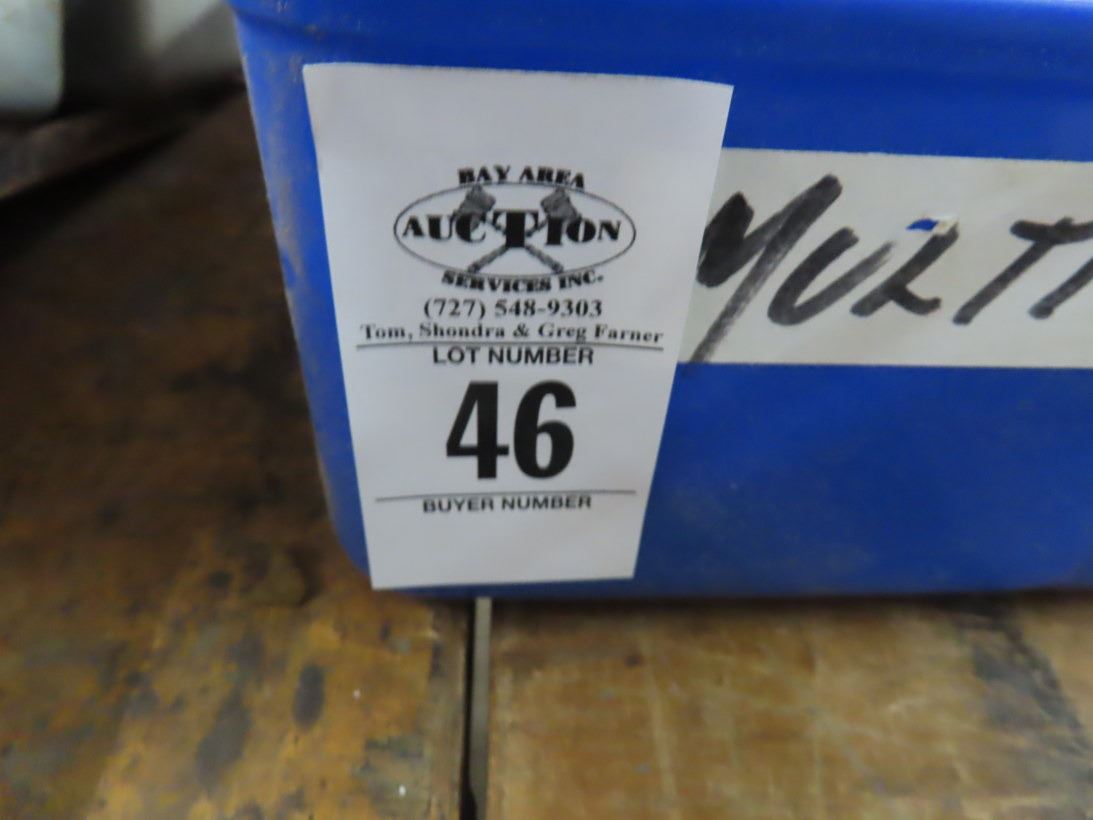 BAY AREA
AUCTION
SERVICES INC.
(727) 548-9303
Tom, Shondra & Greg Farner
LOT NUMBER
46
BUYER NUMBER
MULTI